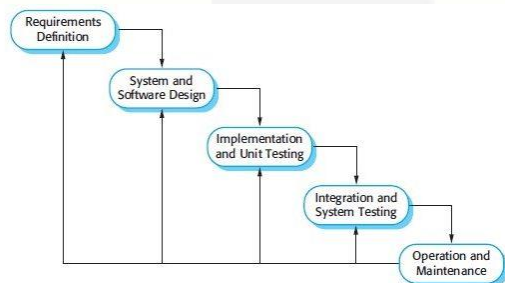 Requirements
Definition
System and
Software Design
Implementation
and Unit Testing
Integration and
System Testing
Operation and
Maintenance